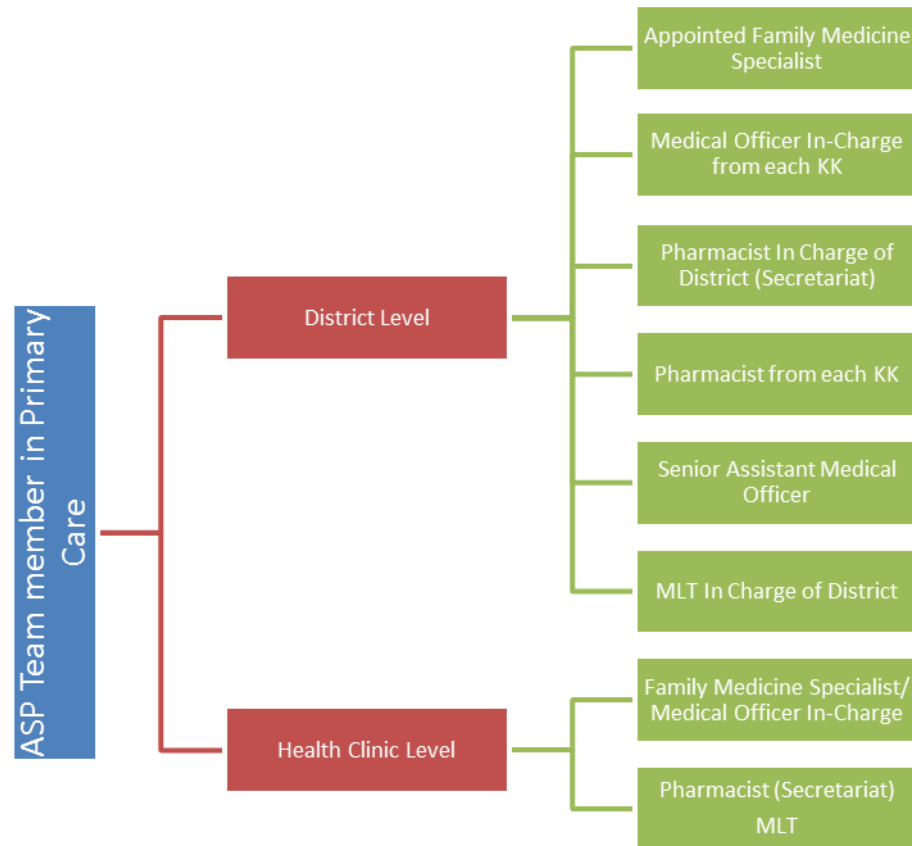 ASP Team member in Primary
Care
District Level
Appointed Family Medicine
Specialist
Medical Officer In-Charge
from each KK
Pharmacist In Charge of
District (Secretariat)
Pharmacist from each KK
Senior Assistant Medical
Officer
MLT In Charge of District
Health Clinic Level
Family Medicine Specialist/
Medical Officer In-Charge
Pharmacist (Secretariat)
MLT